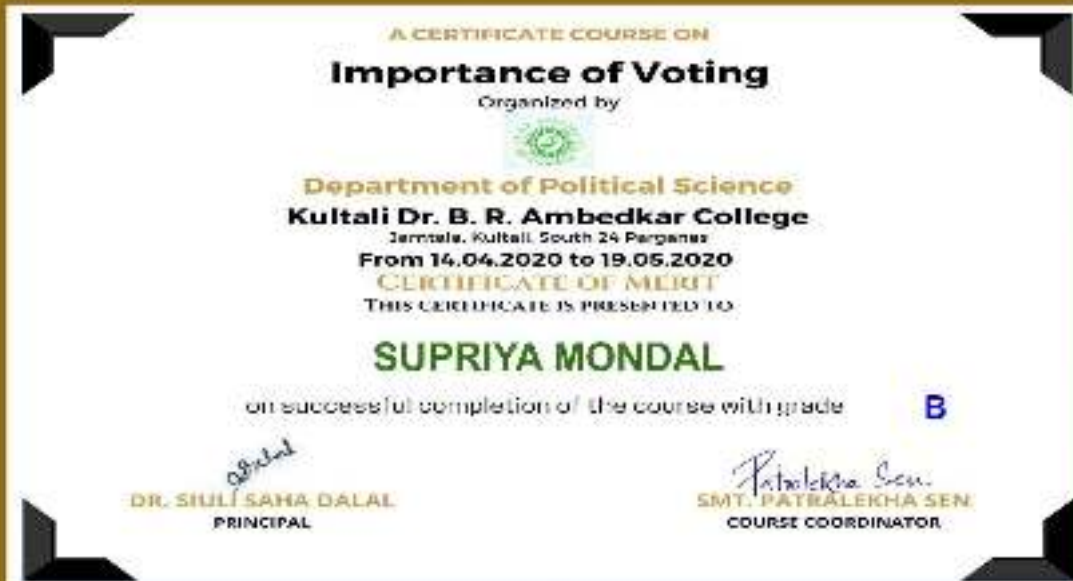 A CERTIFICATE COURSE ON
Importance of Voting
Organized by
Department of Political Science
Kultali Dr. B. R. Ambedkar College
Jamtala, Kultali, South 24 Parganas
From 14.04.2020 to 19.05.2020
CERTIFICATE OF MERIT
THIS CERTIFICATE IS PRESENTED TO
SUPRIYA MONDAL
on successful completion of the course with grade B
Patralekha Sen.
DR. SIULI SAHA DALAL
SMT. PATRALEKHA SEN
PRINCIPAL
COURSE COORDINATOR